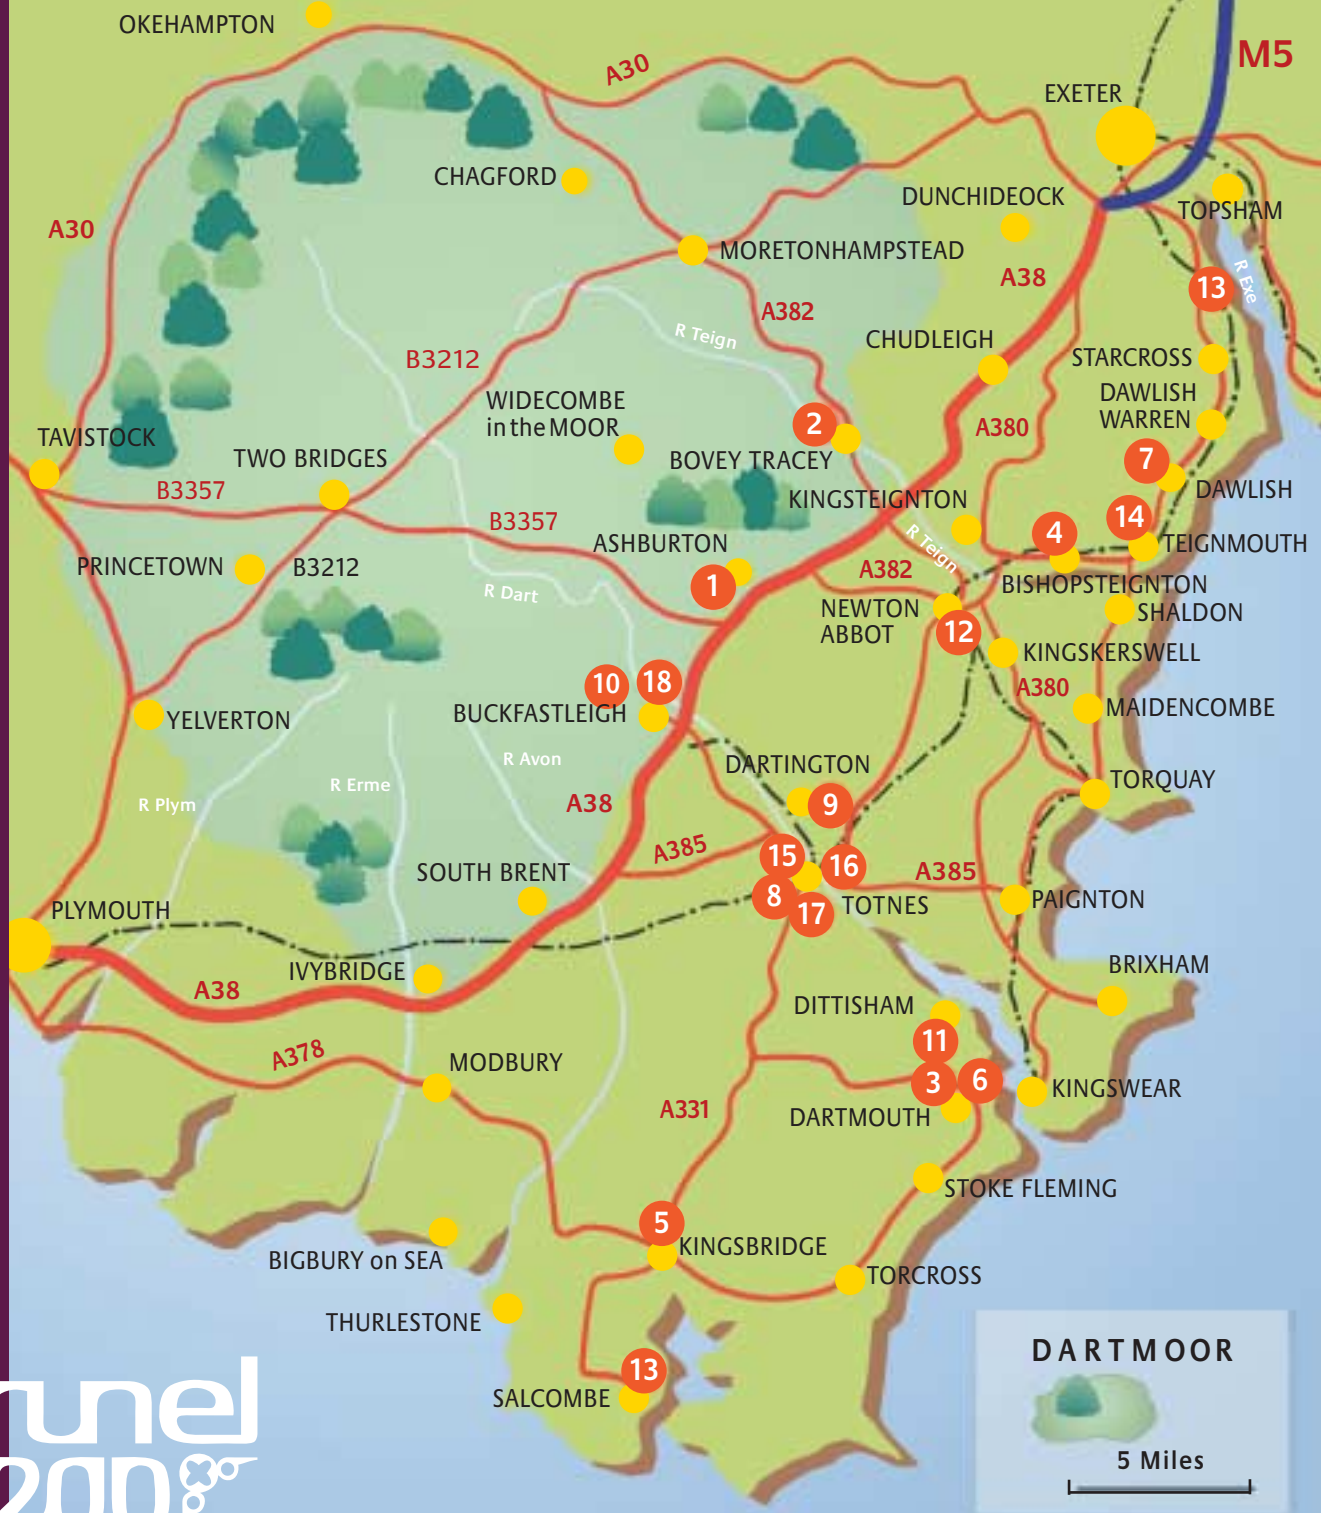 OKEHAMPTON
A30
M5
EXETER
CHAGFORD
DUNCHIDEOCK
TOPSHAM
A30
MORETONHAMPSTEAD
A38
R Exe
13
A382
R Teign
CHUDLEIGH
STARCROSS
B3212
DAWLISH
WARREN
WIDECOMBE
in the MOOR
2
A380
TAVISTOCK
TWO BRIDGES
BOVEY TRACEY
7
B3357
KINGSTEIGNTON
DAWLISH
B3357
14
ASHBURTON
R Teign
4
TEIGNMOUTH
PRINCETOWN
B3212
1
A382
BISHOPSTEIGNTON
R Dart
NEWTON
ABBOT
SHALDON
12
KINGSKERSWELL
10
18
A380
YELVERTON
BUCKFASTLEIGH
MAIDENCOMBE
R Avon
DARTINGTON
TORQUAY
R Plym
R Erme
A38
9
A385
15
16
SOUTH BRENT
A385
8
17
TOTNES
PAIGNTON
PLYMOUTH
IVYBRIDGE
BRIXHAM
A38
DITTISHAM
11
A378
MODBURY
3
6
KINGSWEAR
A331
DARTMOUTH
STOKE FLEMING
5
KINGSBRIDGE
BIGBURY on SEA
TORCROSS
THURLESTONE
13
SALCOMBE
DARTMOOR
5 Miles
runel
200